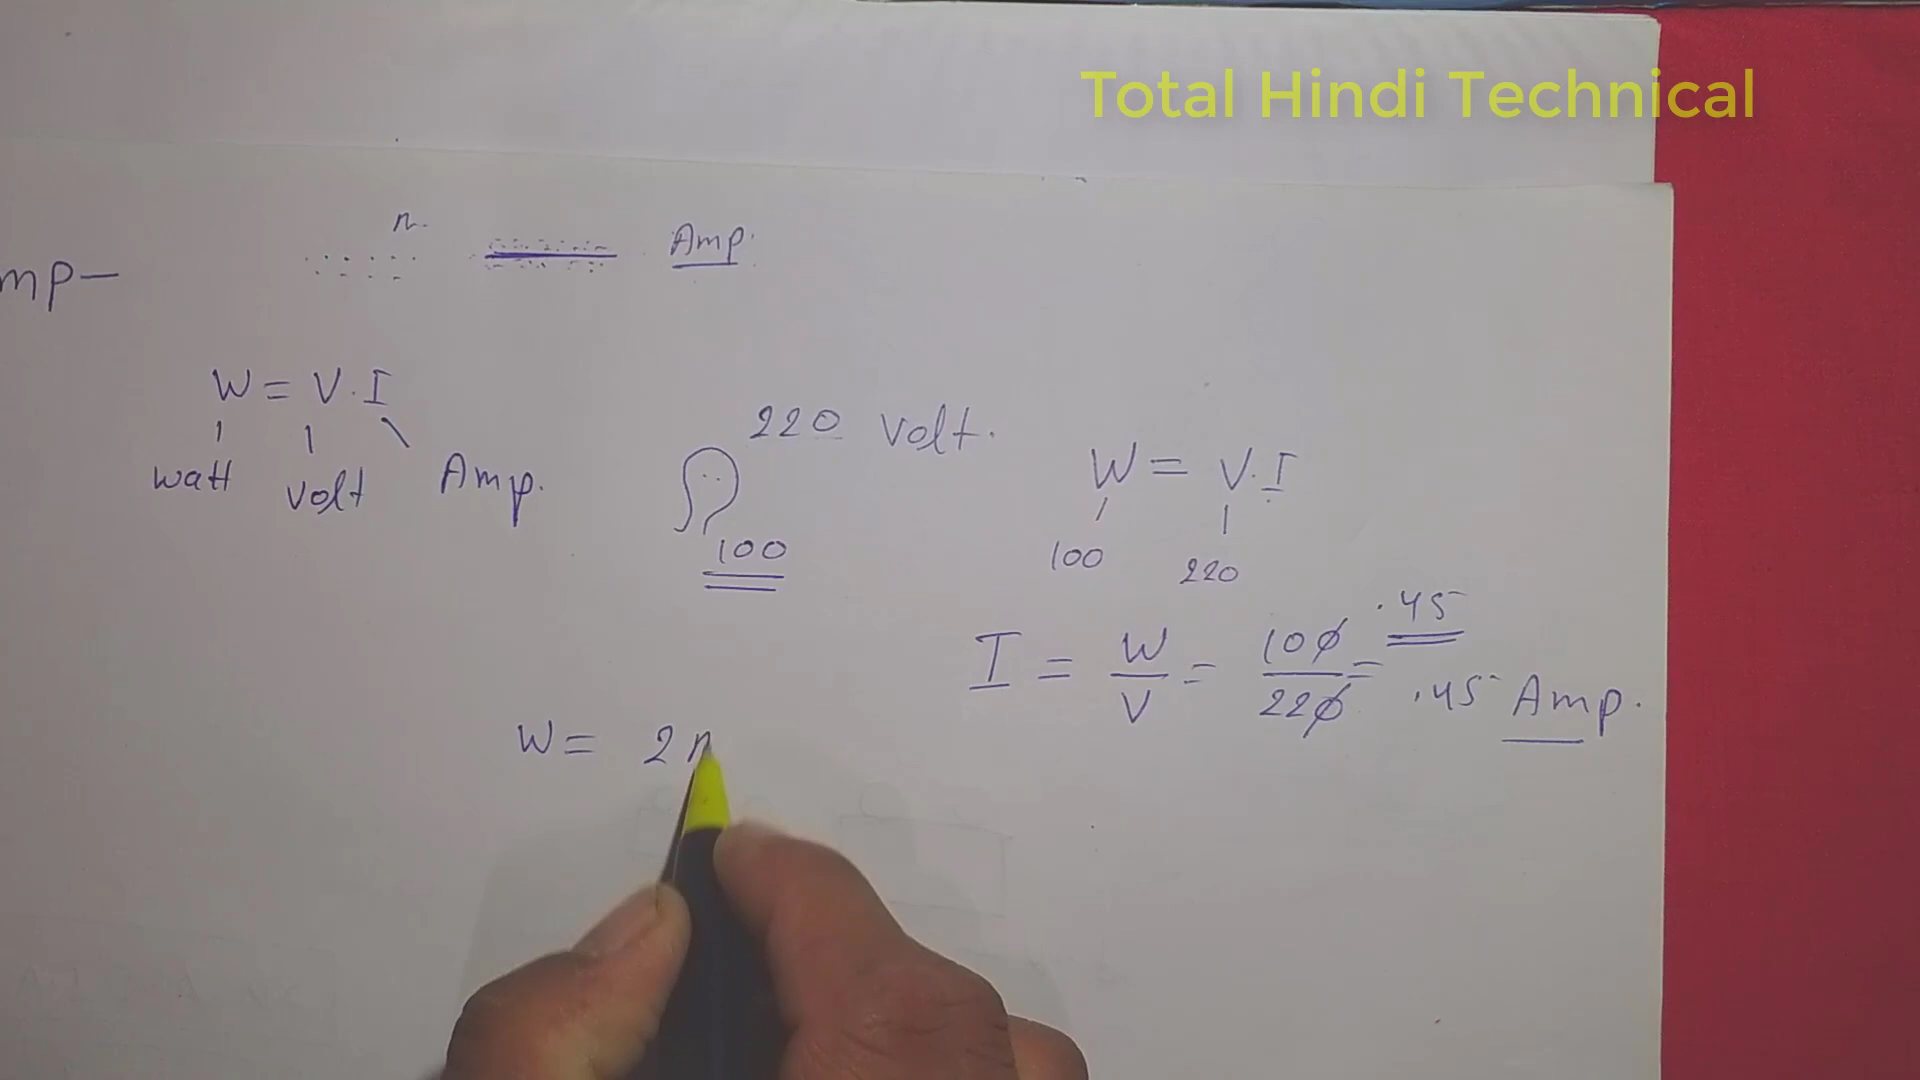 Total Hindi Technical
n.
Amp.
mp-
W = V.I
watt volt Amp.
220 volt.
100
W = V.I
100 220
I = W/V = 100/220 = .45
.45 Amp.
W = 2